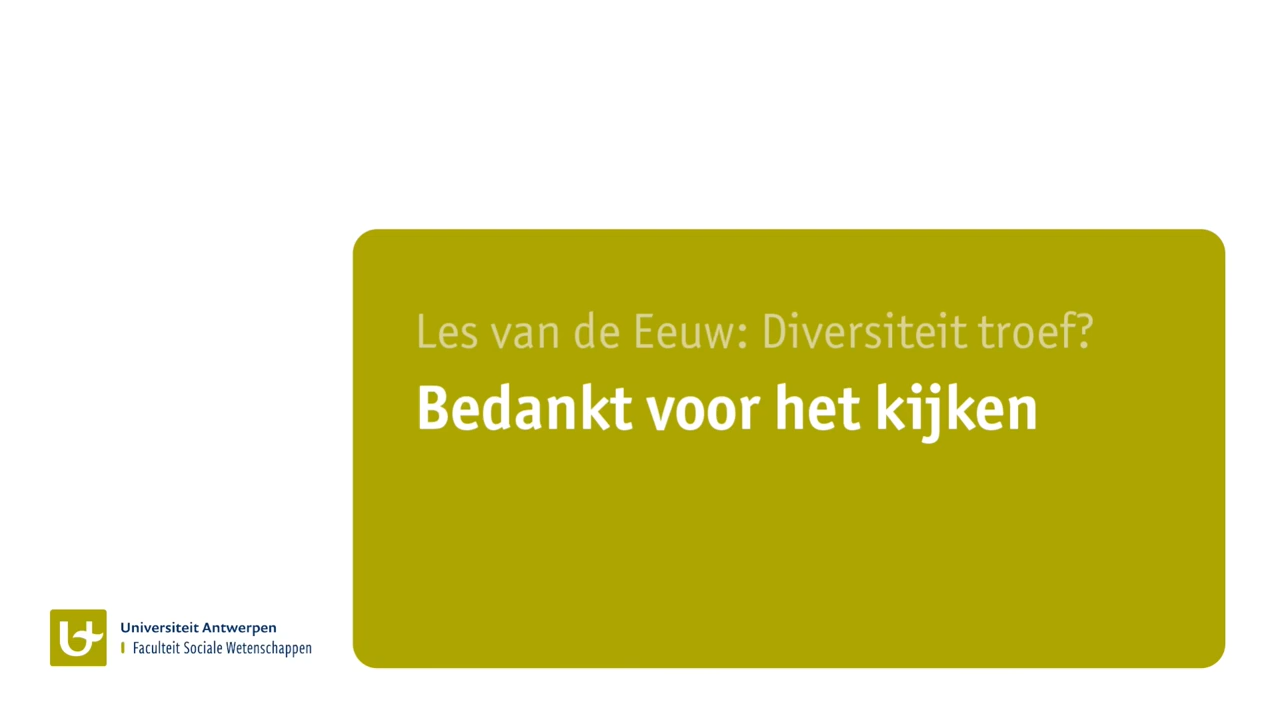 Les van de Eeuw: Diversiteit troef?
Bedankt voor het kijken
Universiteit Antwerpen
Faculteit Sociale Wetenschappen